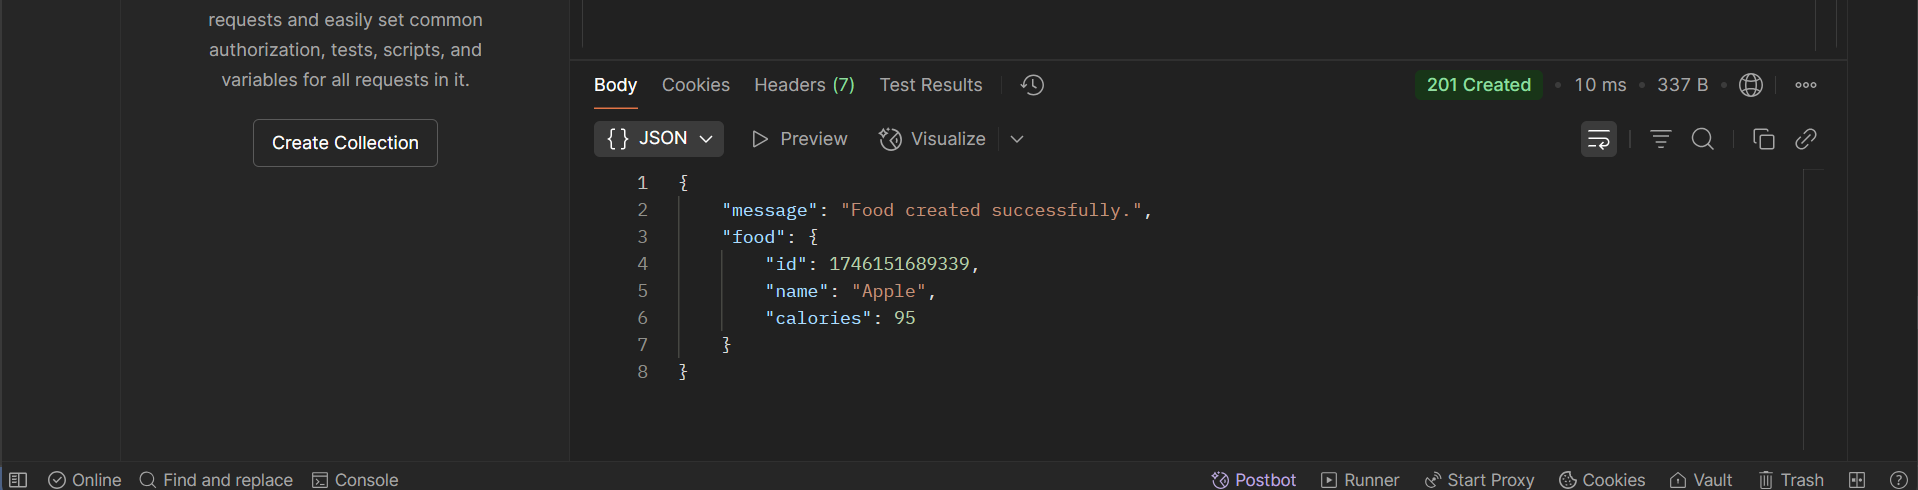 requests and easily set common
authorization, tests, scripts, and
variables for all requests in it.
Create Collection
Body Cookies Headers (7) Test Results 201 Created • 10 ms • 337 B •
{} JSON Preview Visualize
1 {
2 "message": "Food created successfully.",
3 "food": {
4 "id": 1746151689339,
5 "name": "Apple",
6 "calories": 95
7 }
8 }
Online Find and replace Console Postbot Runner Start Proxy Cookies Vault Trash